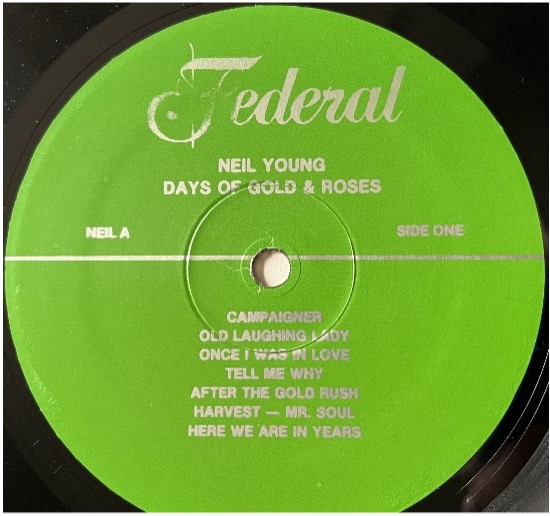 Federal
NEIL YOUNG
DAYS OF GOLD & ROSES
NEIL A
SIDE ONE
CAMPAIGNER
OLD LAUGHING LADY
ONCE I WAS IN LOVE
TELL ME WHY
AFTER THE GOLD RUSH
HARVEST — MR. SOUL
HERE WE ARE IN YEARS